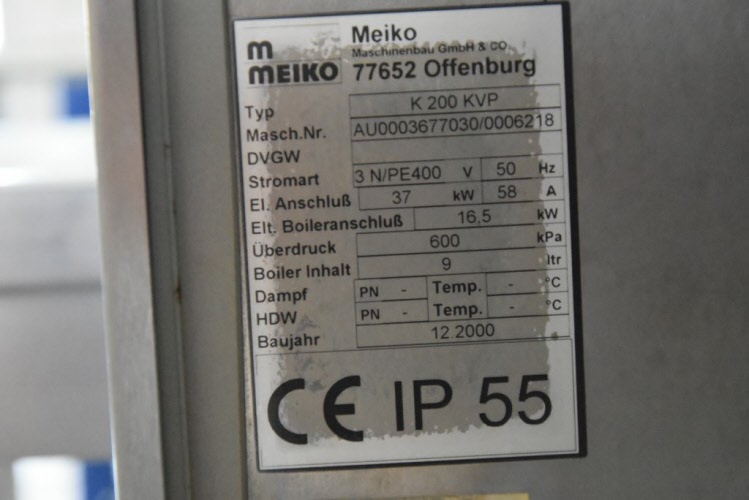 m
MEIKO
Meiko
Maschinenbau GmbH & CO
77652 Offenburg
Typ K 200 KVP
Masch.Nr. AU0003677030/0006218
DVGW
Stromart 3 N/PE400 V 50 Hz
El. Anschluß 37 kW 58 A
Elt. Boileranschluß 16,5 kW
Überdruck 600 kPa
Boiler Inhalt 9 ltr
Dampf PN - Temp. - °C
HDW PN - Temp. - °C
Baujahr 12.2000
CE IP 55